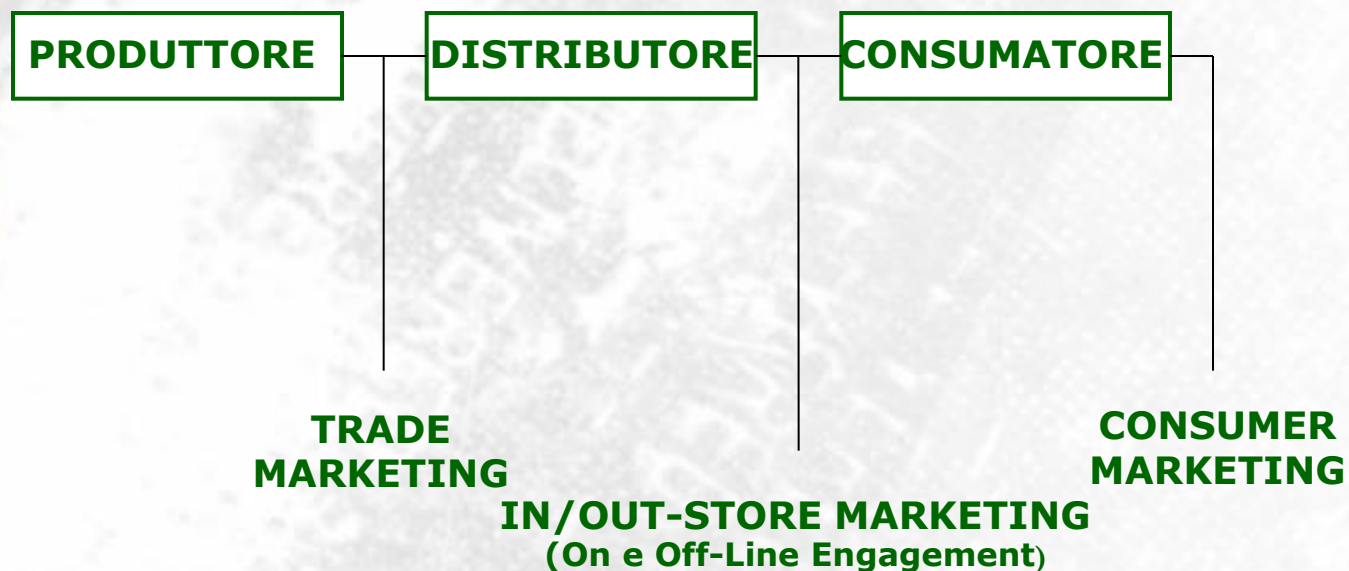 PRODUTTORE
DISTRIBUTORE
CONSUMATORE
TRADE
MARKETING
CONSUMER
MARKETING
IN/OUT-STORE MARKETING
(On e Off-Line Engagement)